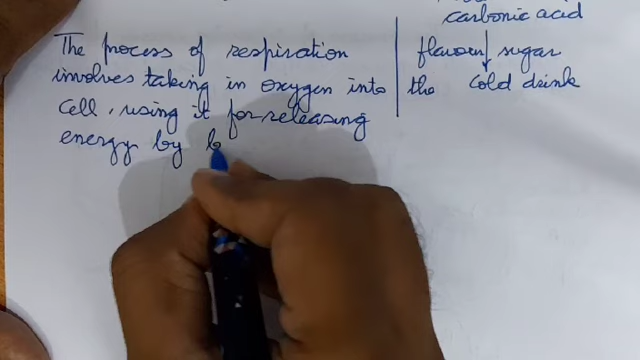 carbonic acid
The process of respiration
involves taking in oxygen into
cell, using it for releasing
energy by b
flavour sugar
the cold drink